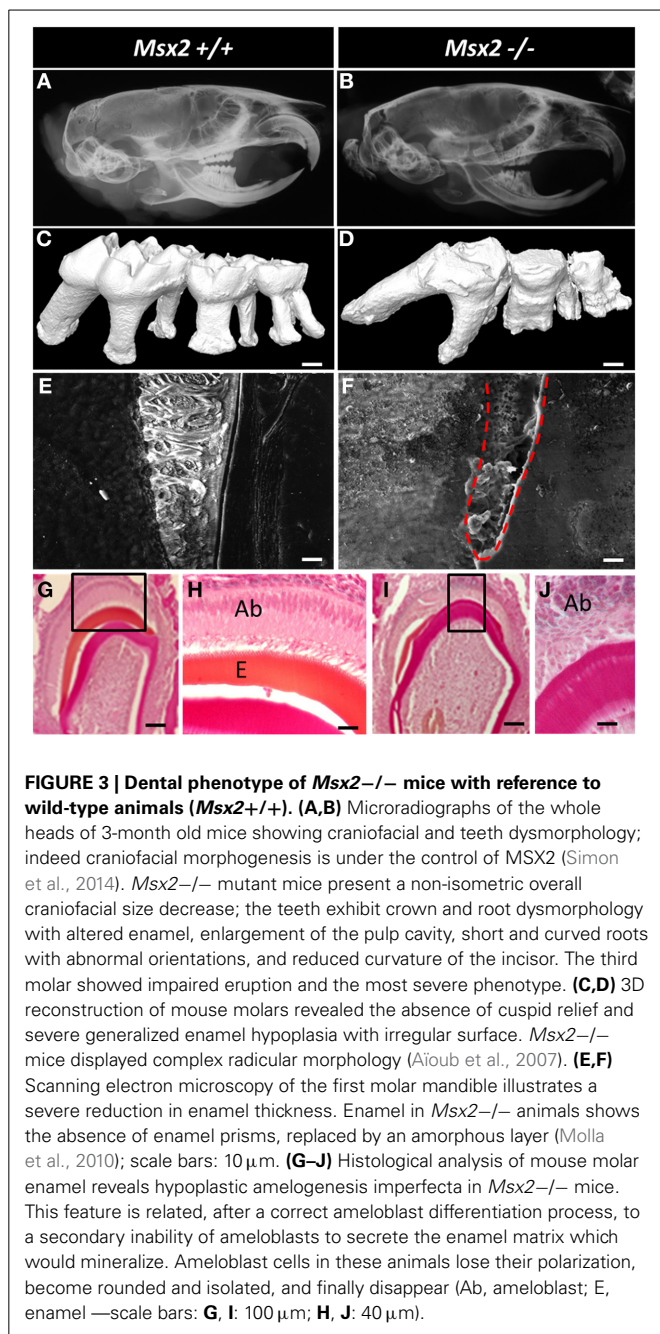 Msx2 +/+
Msx2 -/-
A
B
C
D
E
F
G
H
I
J
Ab
E
Ab
FIGURE 3 | Dental phenotype of Msx2−/− mice with reference to
wild-type animals (Msx2+/+). (A,B) Microradiographs of the whole
heads of 3-month old mice showing craniofacial and teeth dysmorphology;
indeed craniofacial morphogenesis is under the control of MSX2 (Simon
et al., 2014). Msx2−/− mutant mice present a non-isometric overall
craniofacial size decrease; the teeth exhibit crown and root dysmorphology
with altered enamel, enlargement of the pulp cavity, short and curved roots
with abnormal orientations, and reduced curvature of the incisor. The third
molar showed impaired eruption and the most severe phenotype. (C,D) 3D
reconstruction of mouse molars revealed the absence of cuspid relief and
severe generalized enamel hypoplasia with irregular surface. Msx2−/−
mice displayed complex radicular morphology (Aïoub et al., 2007). (E,F)
Scanning electron microscopy of the first molar mandible illustrates a
severe reduction in enamel thickness. Enamel in Msx2−/− animals shows
the absence of enamel prisms, replaced by an amorphous layer (Molla
et al., 2010); scale bars: 10 μm. (G–J) Histological analysis of mouse molar
enamel reveals hypoplastic amelogenesis imperfecta in Msx2−/− mice.
This feature is related, after a correct ameloblast differentiation process, to
a secondary inability of ameloblasts to secrete the enamel matrix which
would mineralize. Ameloblast cells in these animals lose their polarization,
become rounded and isolated, and finally disappear (Ab, ameloblast; E,
enamel —scale bars: G, I: 100 μm; H, J: 40 μm).